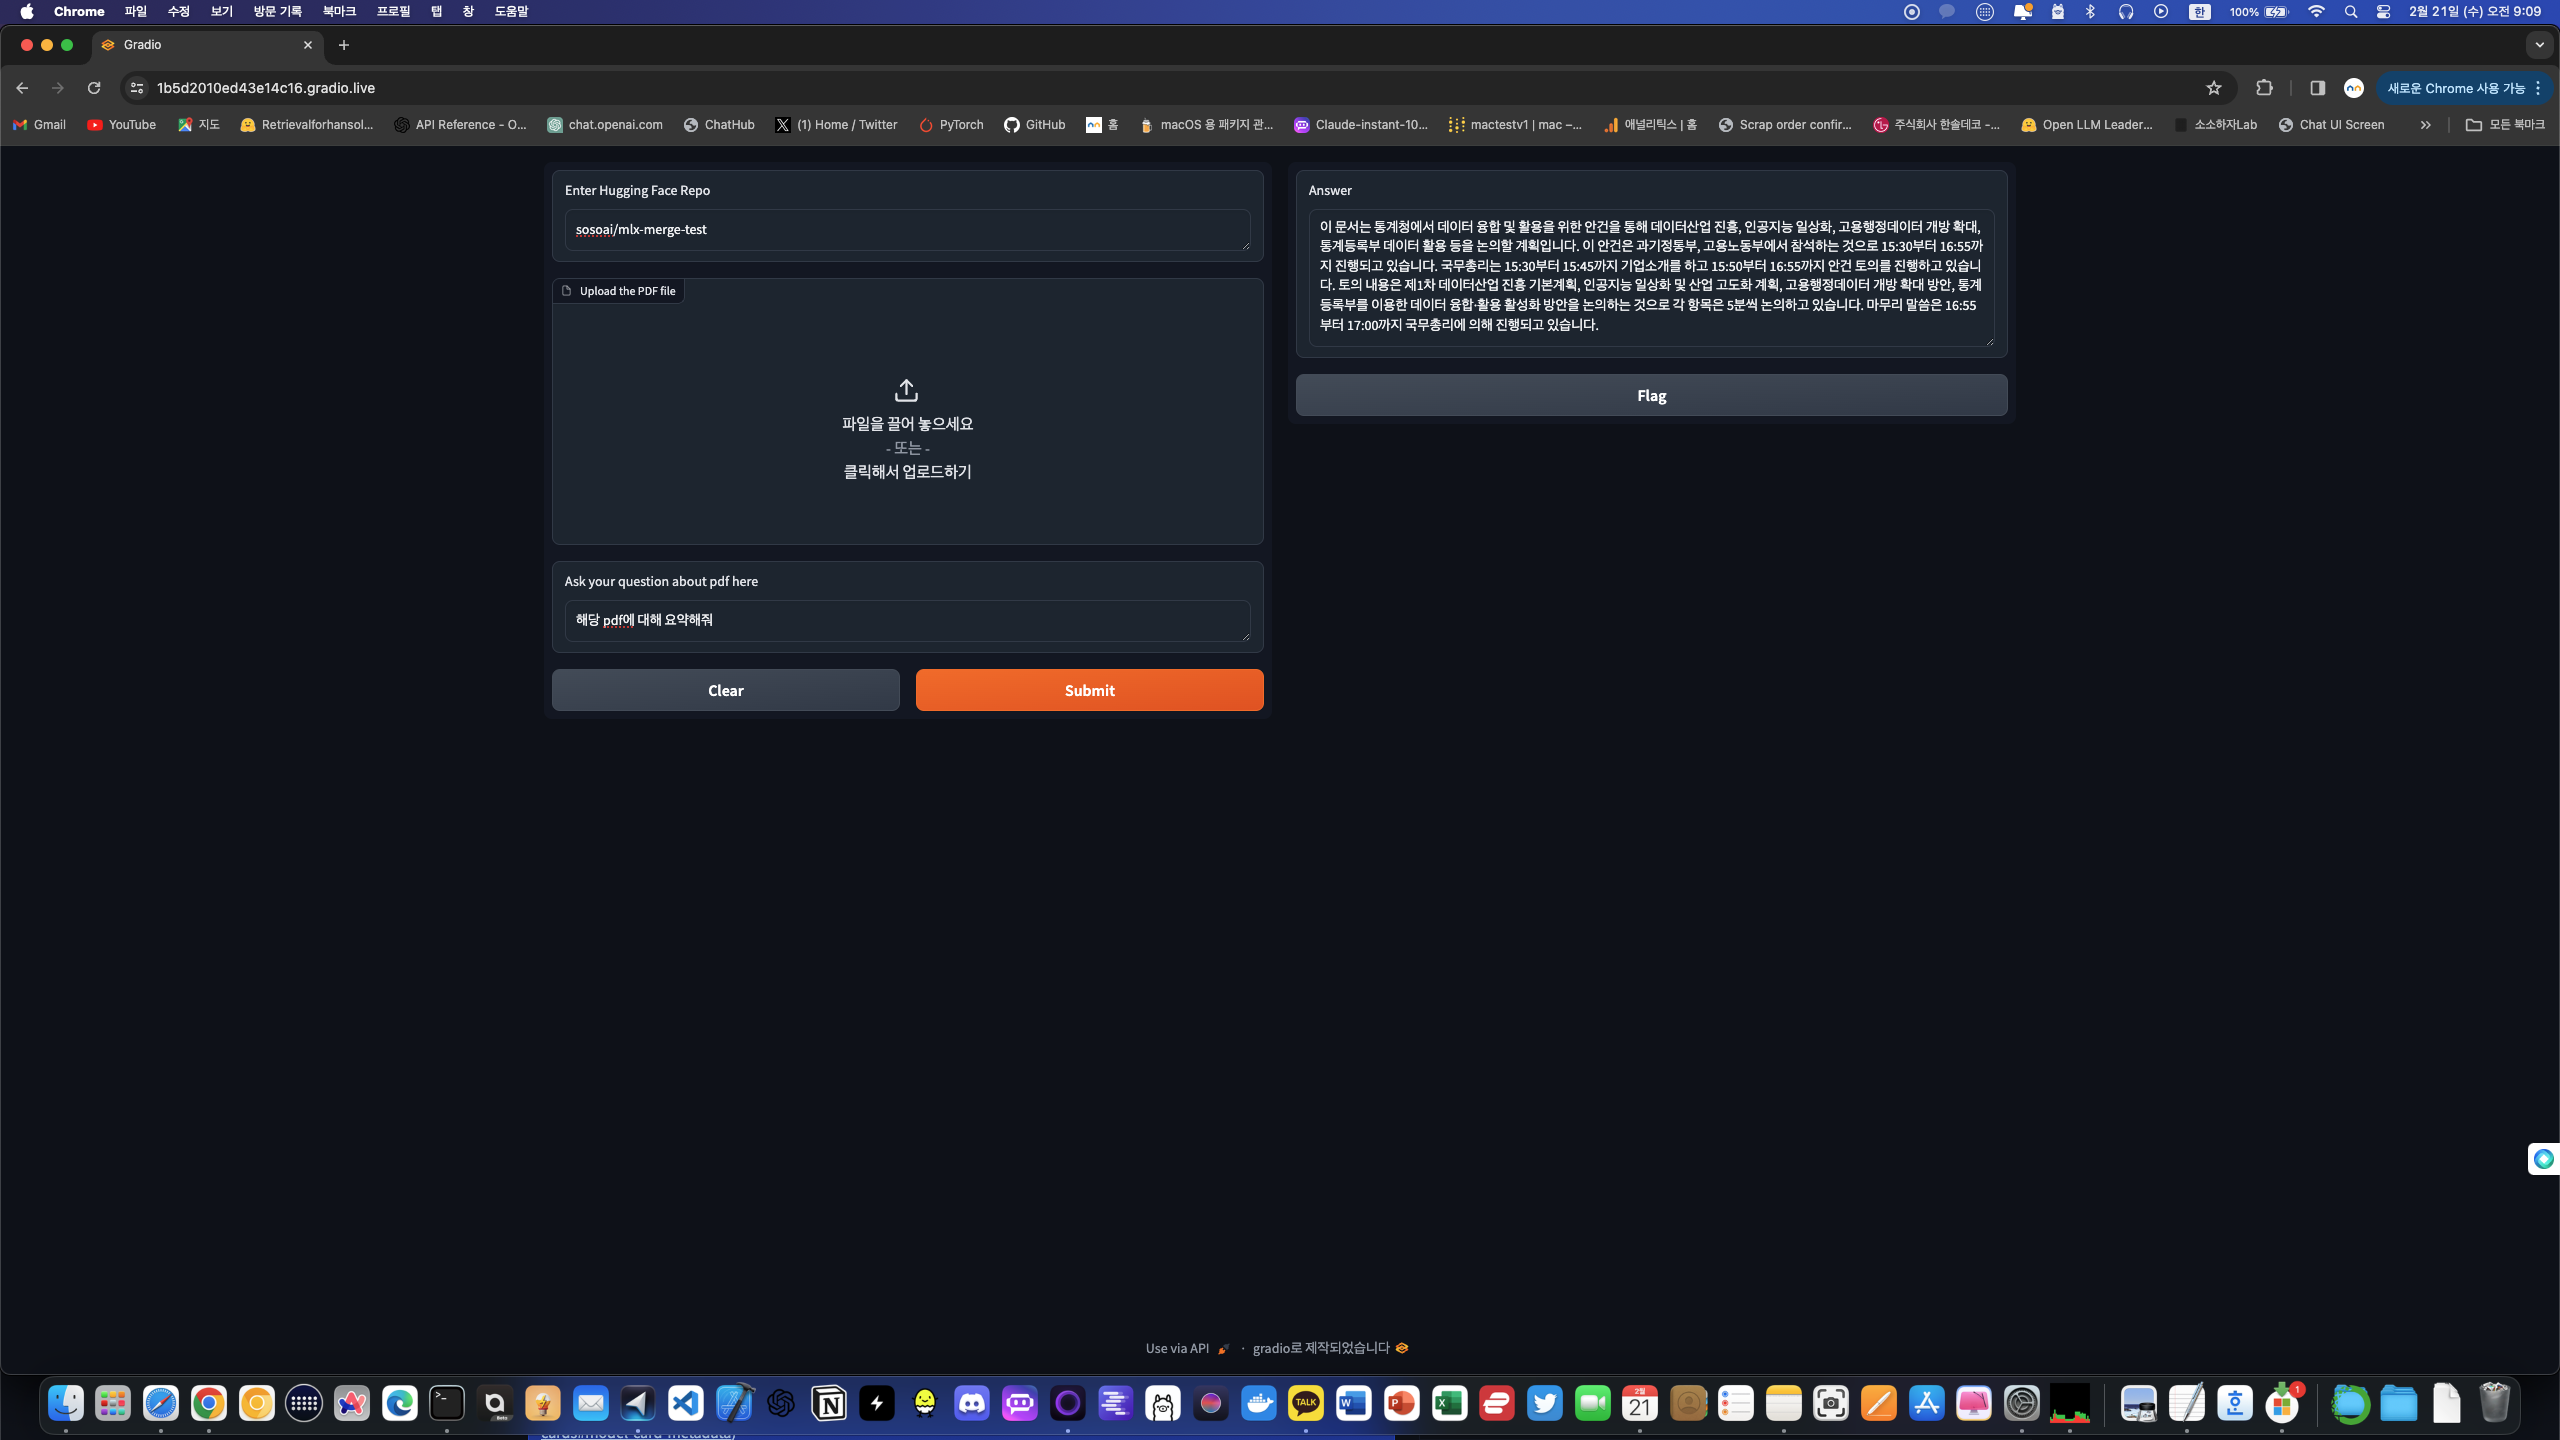 Chrome 파일 수정 보기 방문 기록 북마크 프로필 탭 창 도움말
한 100% 2월 21일 (수) 오전 9:09
Gradio
1b5d2010ed43e14c16.gradio.live
새로운 Chrome 사용 가능
Gmail YouTube 지도 Retrievalforhansol... API Reference - O... chat.openai.com ChatHub (1) Home / Twitter PyTorch GitHub 홈 macOS 용 패키지 관... Claude-instant-10... mactestv1 | mac –... 애널리틱스 | 홈 Scrap order confir... 주식회사 한솔데코 -... Open LLM Leader... 소소하자Lab Chat UI Screen 모든 북마크
Enter Hugging Face Repo
sosoai/mlx-merge-test
Upload the PDF file
파일을 끌어 놓으세요
- 또는 -
클릭해서 업로드하기
Ask your question about pdf here
해당 pdf에 대해 요약해줘
Clear
Submit
Answer
이 문서는 통계청에서 데이터 융합 및 활용을 위한 안건을 통해 데이터산업 진흥, 인공지능 일상화, 고용행정데이터 개방 확대,
통계등록부 데이터 활용 등을 논의할 계획입니다. 이 안건은 과기정통부, 고용노동부에서 참석하는 것으로 15:30부터 16:55까
지 진행되고 있습니다. 국무총리는 15:30부터 15:45까지 기업소개를 하고 15:50부터 16:55까지 안건 토의를 진행하고 있습니
다. 토의 내용은 제1차 데이터산업 진흥 기본계획, 인공지능 일상화 및 산업 고도화 계획, 고용행정데이터 개방 확대 방안, 통계
등록부를 이용한 데이터 융합·활용 활성화 방안을 논의하는 것으로 각 항목은 5분씩 논의하고 있습니다. 마무리 말씀은 16:55
부터 17:00까지 국무총리에 의해 진행되고 있습니다.
Flag
Use via API · gradio로 제작되었습니다
TALK
2월
21
1